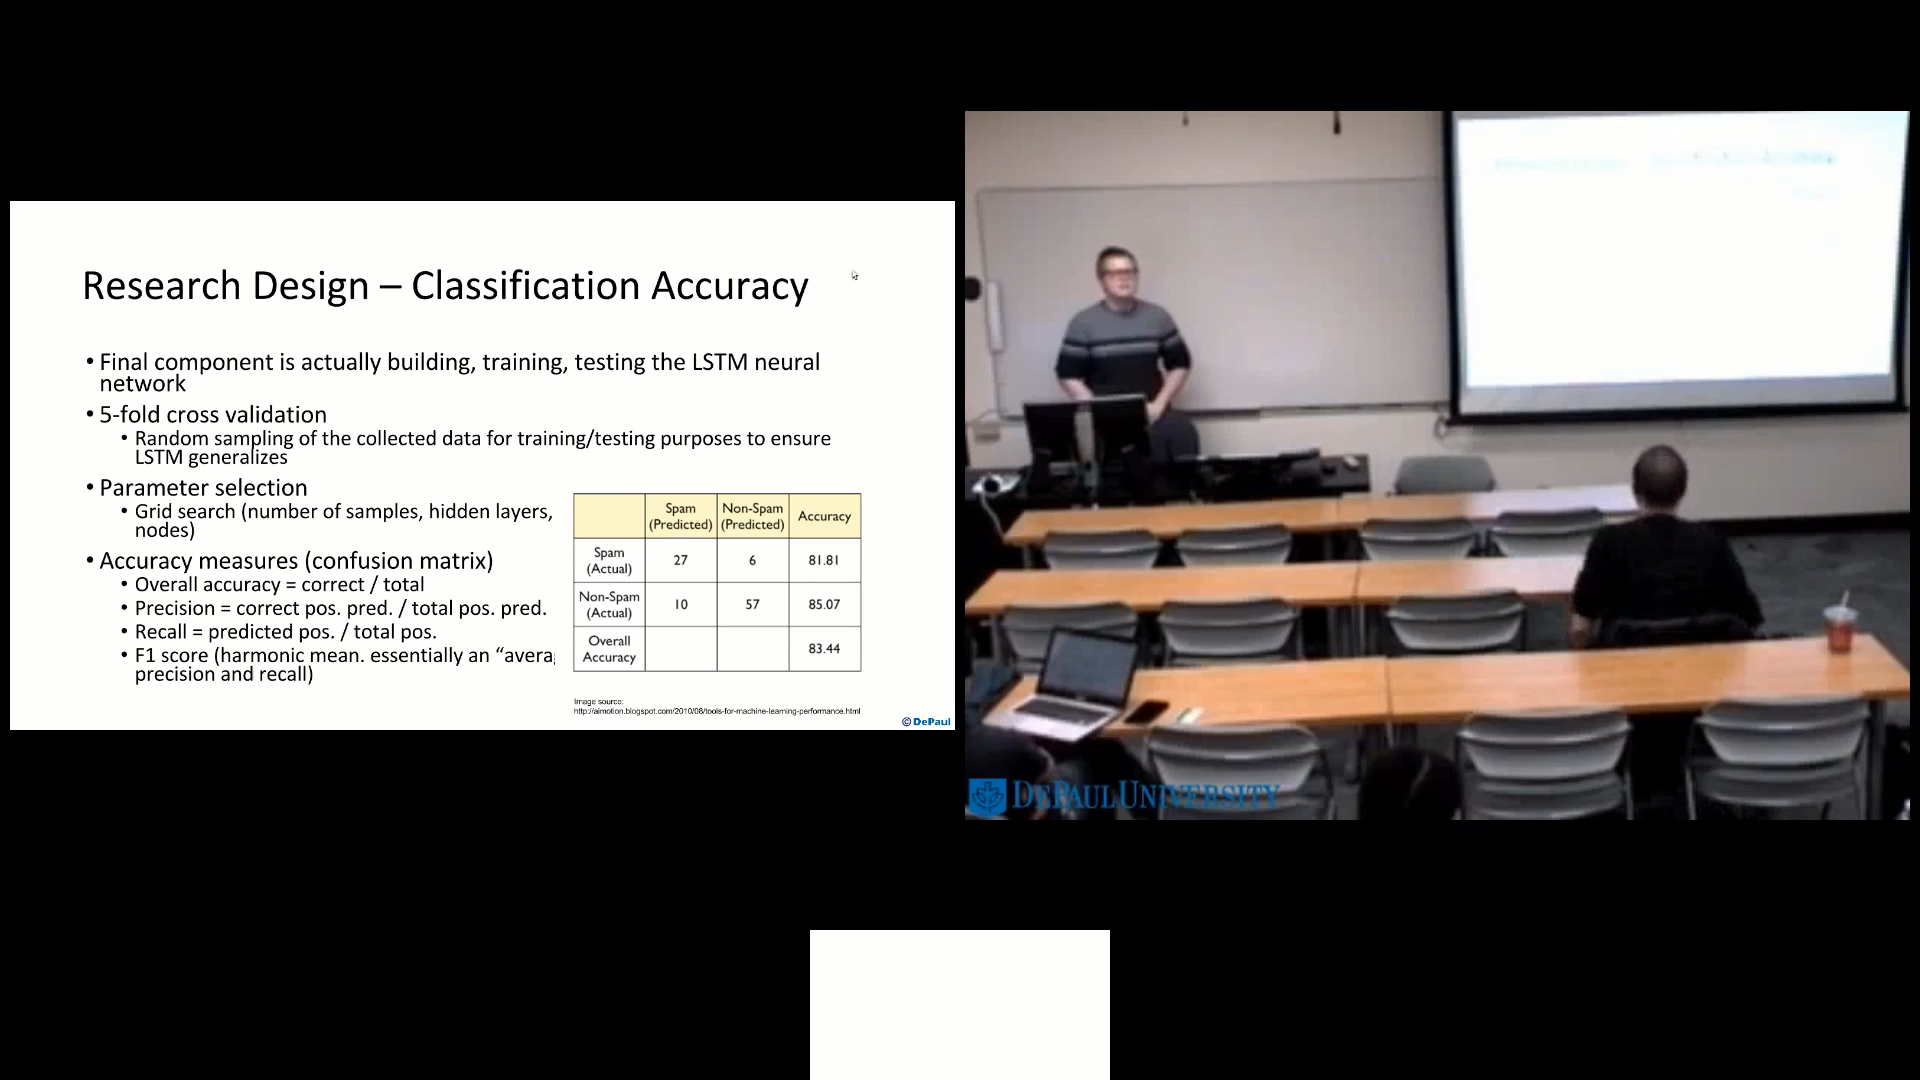 Research Design – Classification Accuracy
• Final component is actually building, training, testing the LSTM neural
network
• 5-fold cross validation
• Random sampling of the collected data for training/testing purposes to ensure
LSTM generalizes
• Parameter selection
• Grid search (number of samples, hidden layers,
nodes)
• Accuracy measures (confusion matrix)
• Overall accuracy = correct / total
• Precision = correct pos. pred. / total pos. pred.
• Recall = predicted pos. / total pos.
• F1 score (harmonic mean. essentially an “avera
precision and recall)
Spam (Predicted) Non-Spam (Predicted) Accuracy
Spam (Actual) 27 6 81.81
Non-Spam (Actual) 10 57 85.07
Overall Accuracy 83.44
Image source:
http://aimotion.blogspot.com/2010/08/tools-for-machine-learning-performance.html
© DePaul
DEPAUL UNIVERSITY